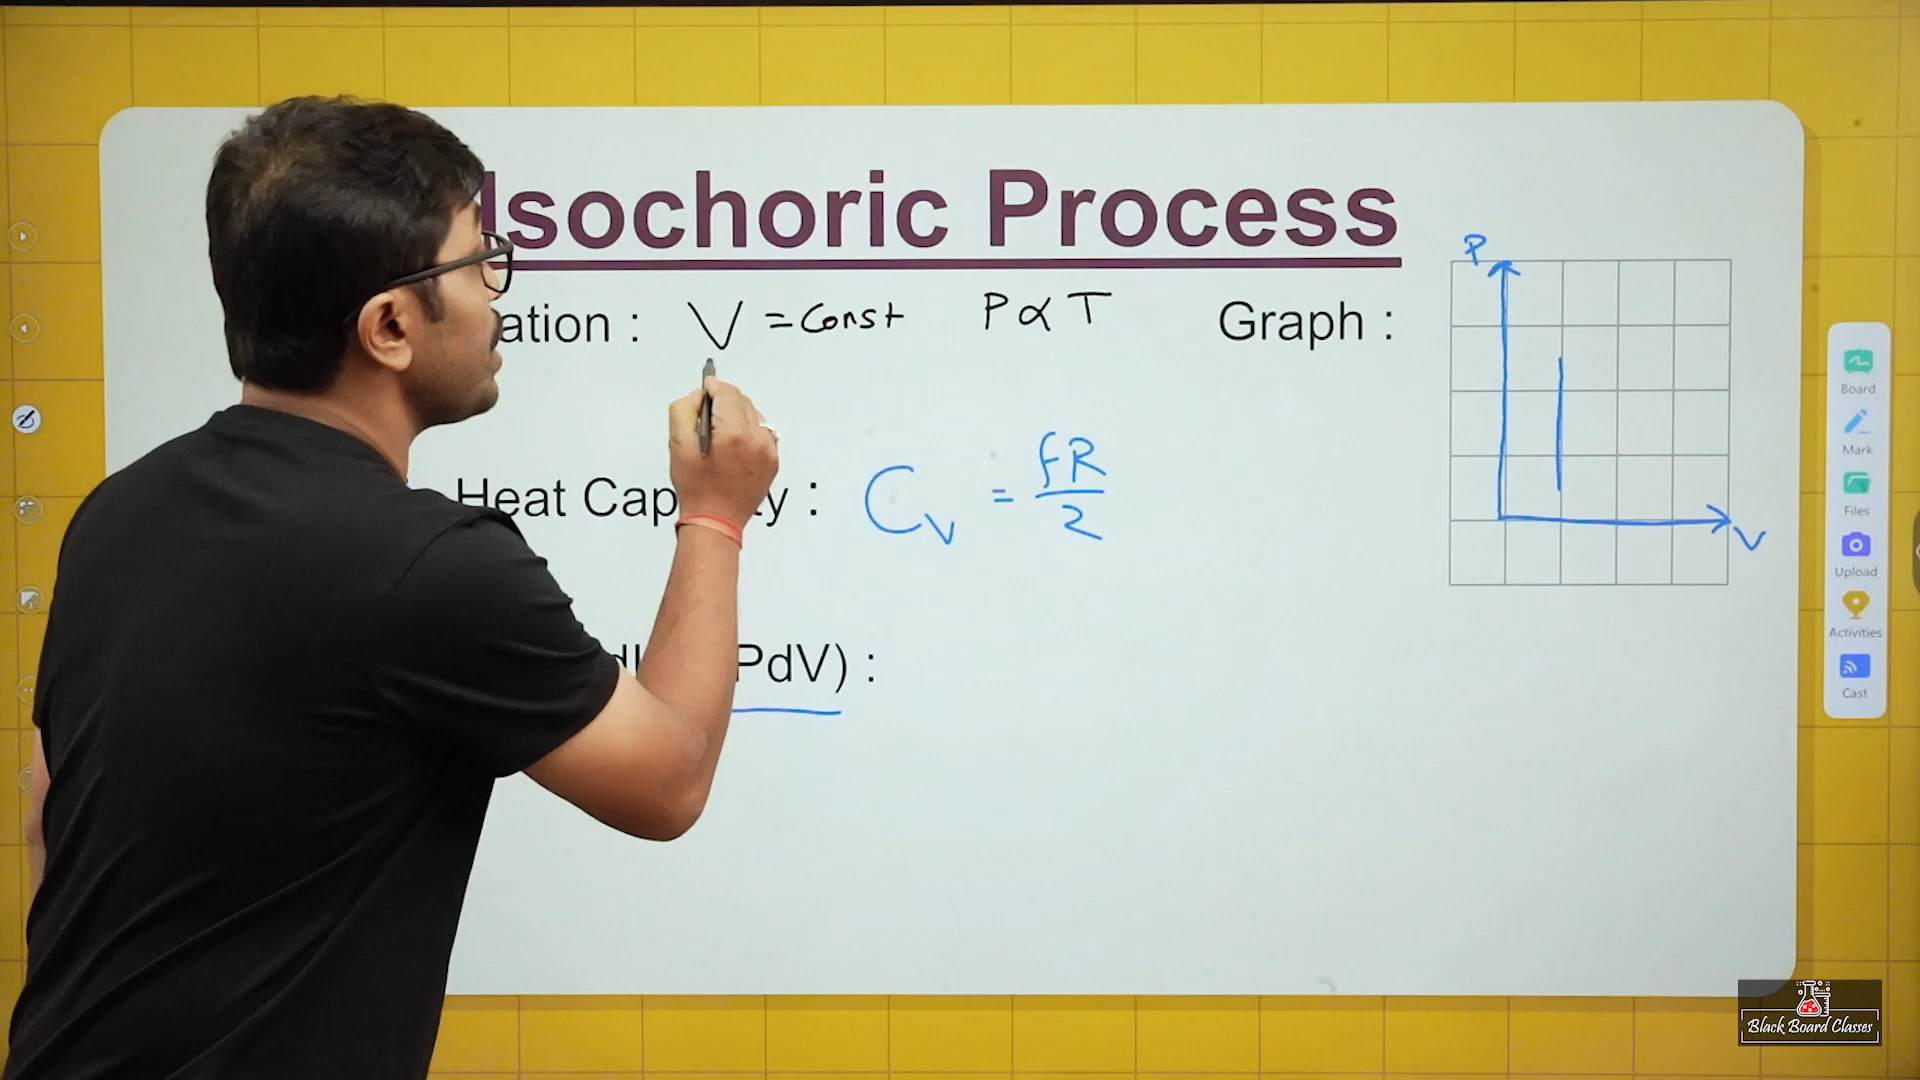 Isochoric Process
ation : V = Const P ∝ T Graph :
P
Heat Cap y : C_V = fR/2
V
PdV) :
Board
Mark
Files
Upload
Activities
Cast
Black Board Classes